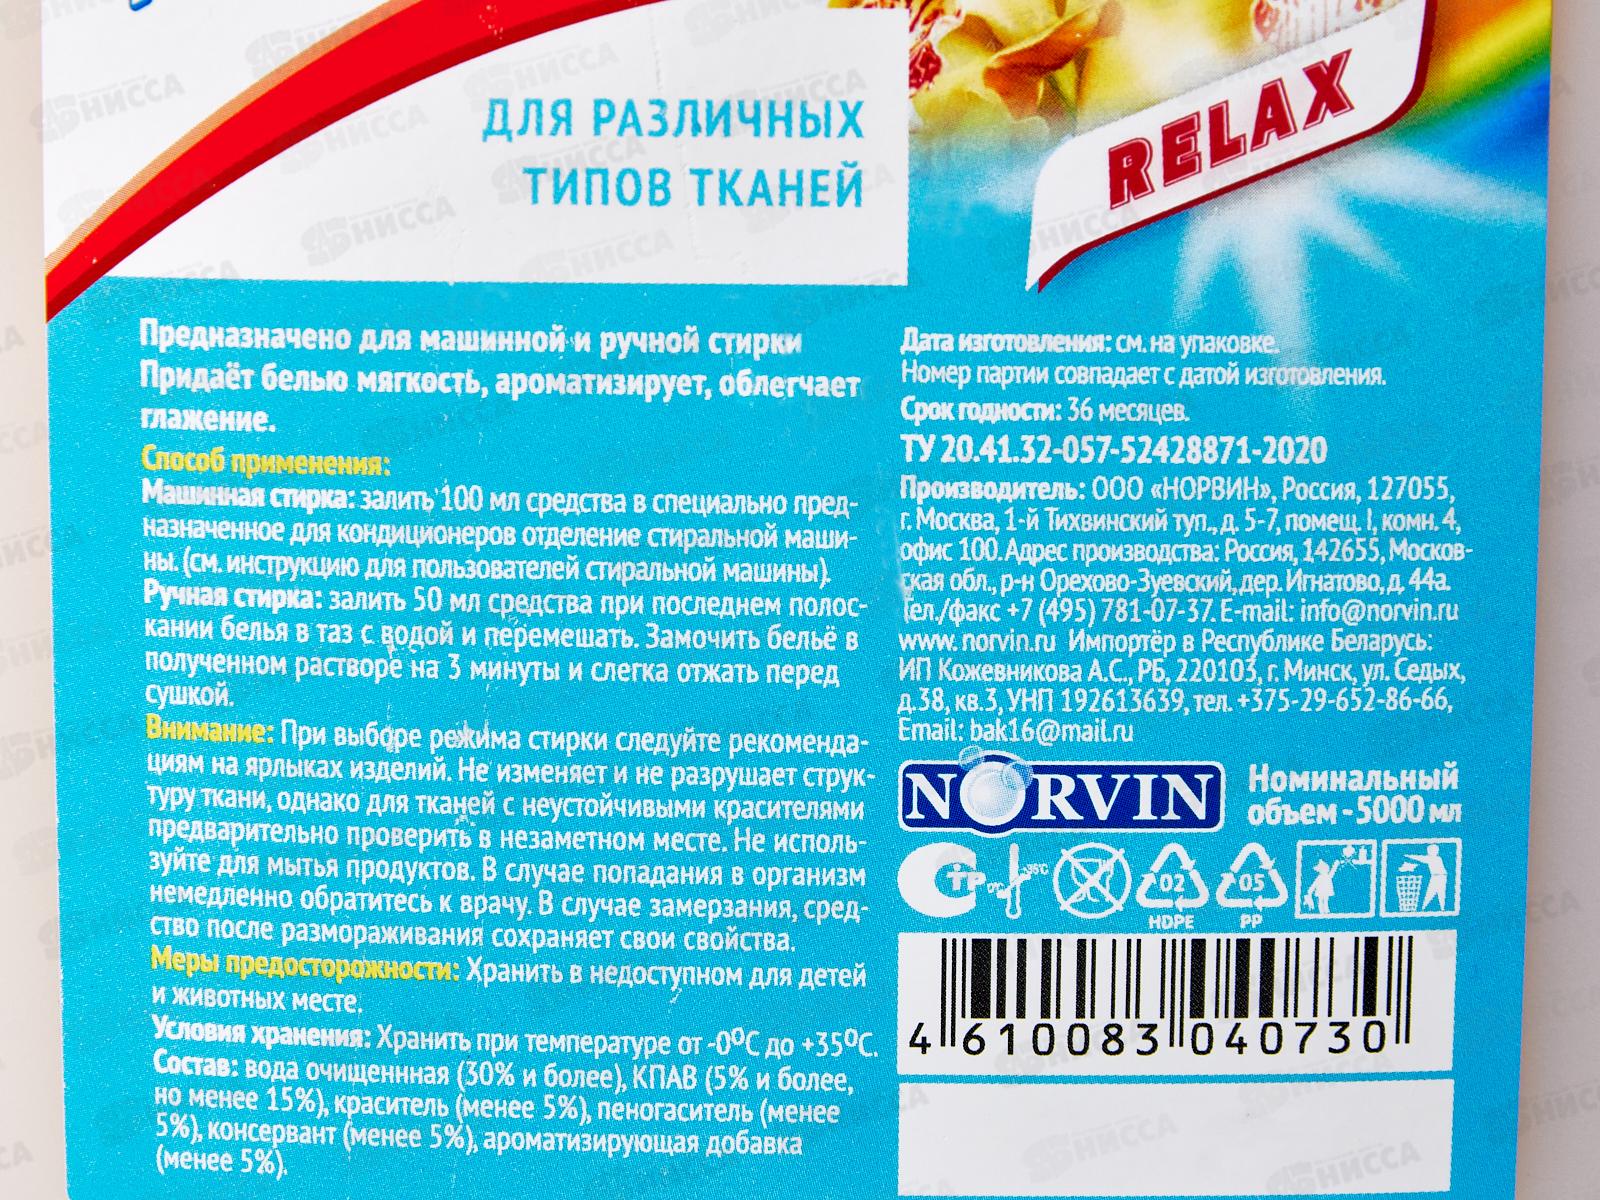 ДЛЯ РАЗЛИЧНЫХ
ТИПОВ ТКАНЕЙ
RELAX
Предназначено для машинной и ручной стирки
Придаёт белью мягкость, ароматизирует, облегчает
глажение.
Способ применения:
Машинная стирка: залить 100 мл средства в специально пред-
назначенное для кондиционеров отделение стиральной маши-
ны. (см. инструкцию для пользователей стиральной машины).
Ручная стирка: залить 50 мл средства при последнем полос-
кании белья в таз с водой и перемешать. Замочить бельё в
полученном растворе на 3 минуты и слегка отжать перед
сушкой.
Внимание: При выборе режима стирки следуйте рекоменда-
циям на ярлыках изделий. Не изменяет и не разрушает струк-
туру ткани, однако для тканей с неустойчивыми красителями
предварительно проверить в незаметном месте. Не исполь-
зуйте для мытья продуктов. В случае попадания в организм
немедленно обратитесь к врачу. В случае замерзания, сред-
ство после размораживания сохраняет свои свойства.
Меры предосторожности: Хранить в недоступном для детей
и животных месте.
Условия хранения: Хранить при температуре от -0ºС до +35ºС.
Состав: вода очищеннная (30% и более), КПАВ (5% и более,
но менее 15%), краситель (менее 5%), пеногаситель (менее
5%), консервант (менее 5%), ароматизирующая добавка
(менее 5%).
Дата изготовления: см. на упаковке.
Номер партии совпадает с датой изготовления.
Срок годности: 36 месяцев.
ТУ 20.41.32-057-52428871-2020
Производитель: ООО «НОРВИН», Россия, 127055,
г. Москва, 1-й Тихвинский туп., д. 5-7, помещ. I, комн. 4,
офис 100. Адрес производства: Россия, 142655, Москов-
ская обл., р-н Орехово-Зуевский, дер. Игнатово, д. 44а.
Тел./факс +7 (495) 781-07-37. E-mail: info@norvin.ru
www. norvin.ru Импортёр в Республике Беларусь:
ИП Кожевникова А.С., РБ, 220103, г. Минск, ул. Седых,
д.38, кв.3, УНП 192613639, тел. +375-29-652-86-66,
Email: bak16@mail.ru
NORVIN
Номинальный
объем - 5000 мл
СТР 0°C +35°C 02 05
HDPE PP
4 610083 040730
НИССА